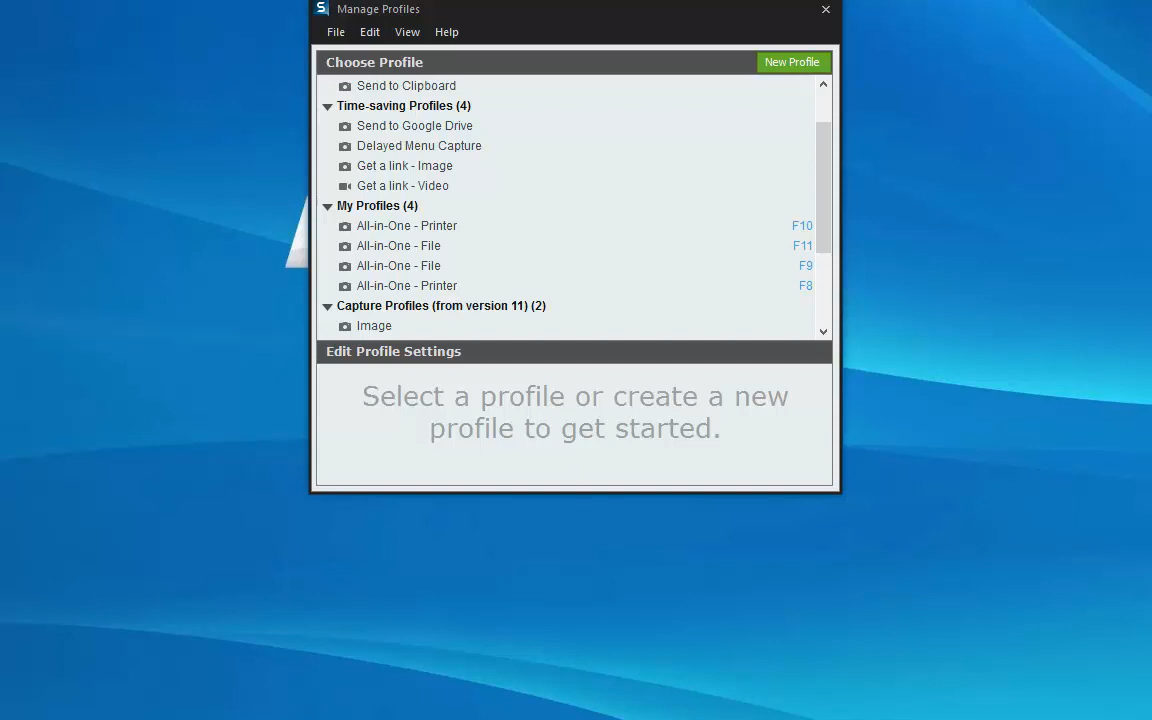 S Manage Profiles
File Edit View Help
Choose Profile New Profile
Send to Clipboard
Time-saving Profiles (4)
Send to Google Drive
Delayed Menu Capture
Get a link - Image
Get a link - Video
My Profiles (4)
All-in-One - Printer F10
All-in-One - File F11
All-in-One - File F9
All-in-One - Printer F8
Capture Profiles (from version 11) (2)
Image
Edit Profile Settings
Select a profile or create a new
profile to get started.